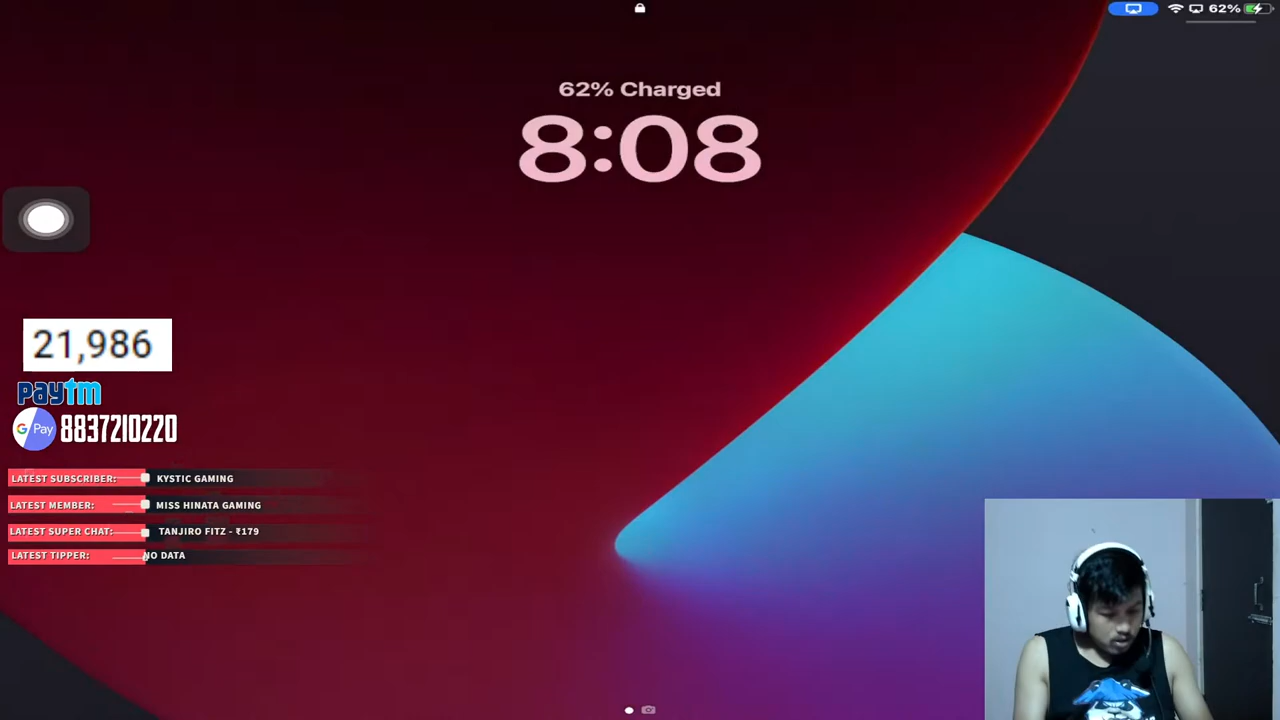 62%
62% Charged
8:08
21,986
paytm
G Pay 8837210220
LATEST SUBSCRIBER: KYSTIC GAMING
LATEST MEMBER: MISS HINATA GAMING
LATEST SUPER CHAT: TANJIRO FITZ - ₹179
LATEST TIPPER: NO DATA